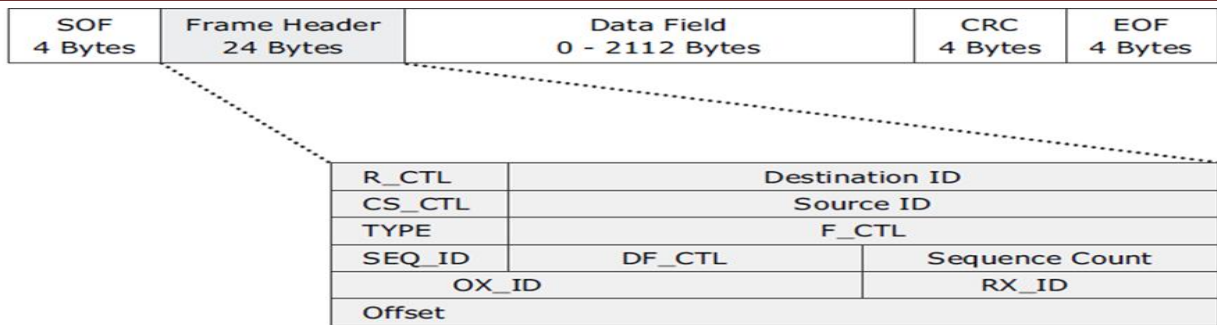 SOF Frame Header Data Field CRC EOF
4 Bytes 24 Bytes 0 - 2112 Bytes 4 Bytes 4 Bytes
R_CTL Destination ID
CS_CTL Source ID
TYPE F_CTL
SEQ_ID DF_CTL Sequence Count
OX_ID RX_ID
Offset